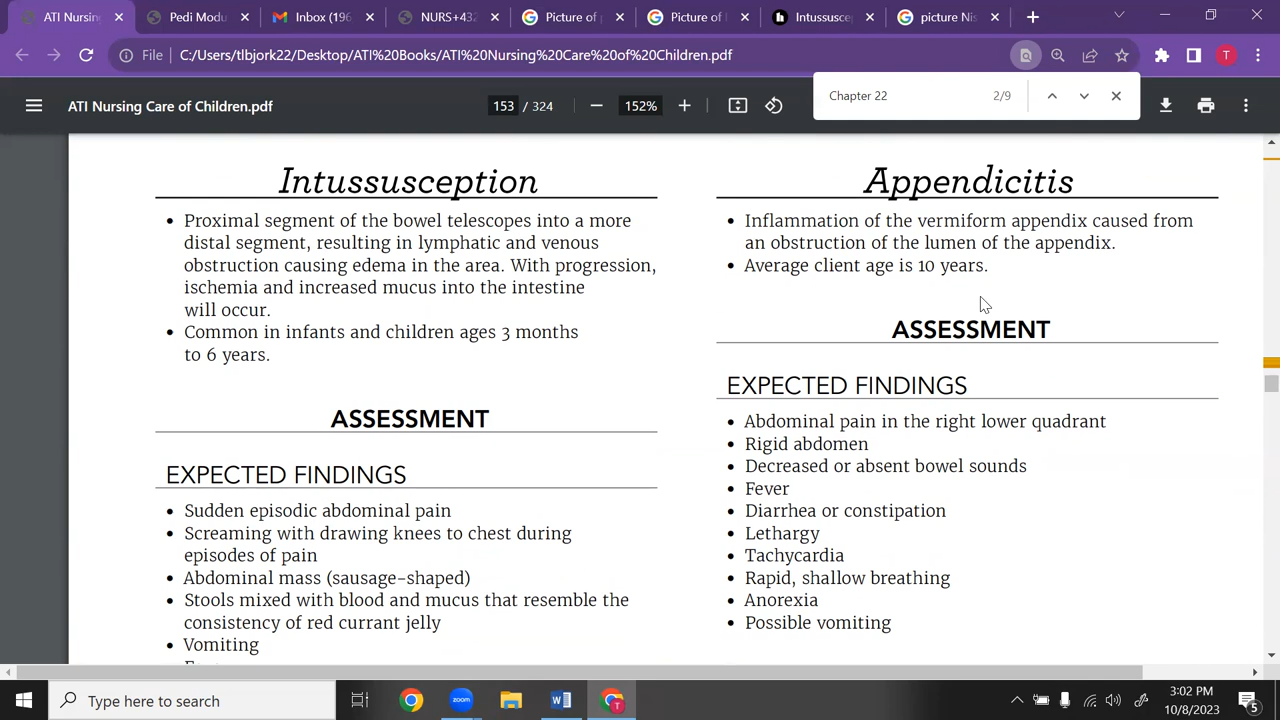 ATI Nursing
Pedi Modu
Inbox (196
NURS+432
Picture of p
Picture of
Intussusce
picture Nis
File
C:/Users/tlbjork22/Desktop/ATI%20Books/ATI%20Nursing%20Care%20of%20Children.pdf
T
Chapter 22
2/9
ATI Nursing Care of Children.pdf
153 / 324
152%
Intussusception
• Proximal segment of the bowel telescopes into a more
distal segment, resulting in lymphatic and venous
obstruction causing edema in the area. With progression,
ischemia and increased mucus into the intestine
will occur.
• Common in infants and children ages 3 months
to 6 years.
ASSESSMENT
EXPECTED FINDINGS
• Sudden episodic abdominal pain
• Screaming with drawing knees to chest during
episodes of pain
• Abdominal mass (sausage-shaped)
• Stools mixed with blood and mucus that resemble the
consistency of red currant jelly
• Vomiting
Appendicitis
• Inflammation of the vermiform appendix caused from
an obstruction of the lumen of the appendix.
• Average client age is 10 years.
ASSESSMENT
EXPECTED FINDINGS
• Abdominal pain in the right lower quadrant
• Rigid abdomen
• Decreased or absent bowel sounds
• Fever
• Diarrhea or constipation
• Lethargy
• Tachycardia
• Rapid, shallow breathing
• Anorexia
• Possible vomiting
Type here to search
zoom
T
3:02 PM
10/8/2023
5